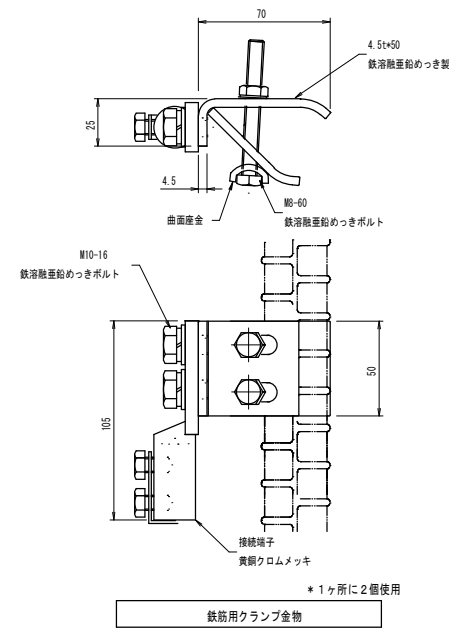 70
4.5t*50
鉄溶融亜鉛めっき製
25
4.5
M8-60
鉄溶融亜鉛めっきボルト
曲面座金
M10-16
鉄溶融亜鉛めっきボルト
50
105
接続端子
黄銅クロムメッキ
* 1ヶ所に2個使用
鉄筋用クランプ金物